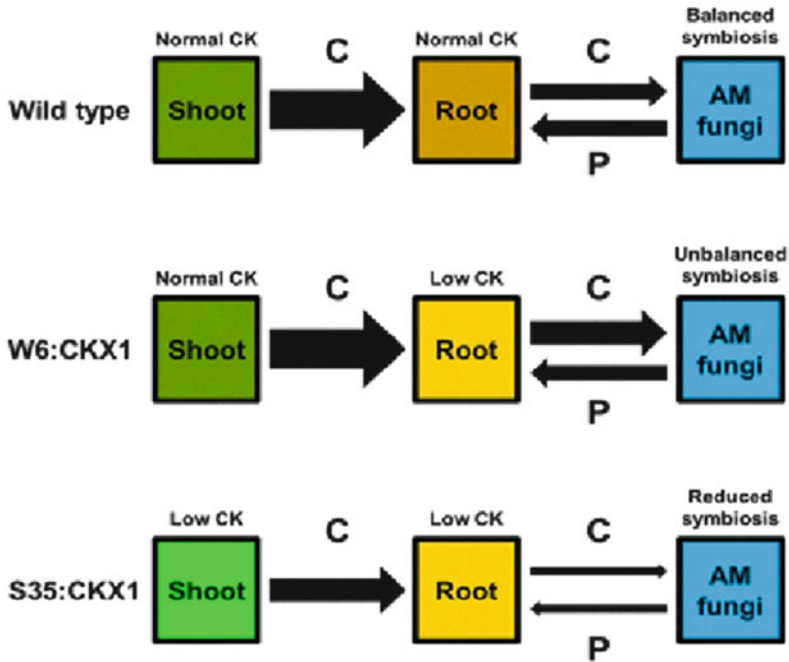 Normal CK
C
Normal CK
C
Balanced
symbiosis
Wild type
Shoot
Root
AM
fungi
P
Normal CK
C
Low CK
C
Unbalanced
symbiosis
W6:CKX1
Shoot
Root
AM
fungi
P
Low CK
C
Low CK
C
Reduced
symbiosis
S35:CKX1
Shoot
Root
AM
fungi
P